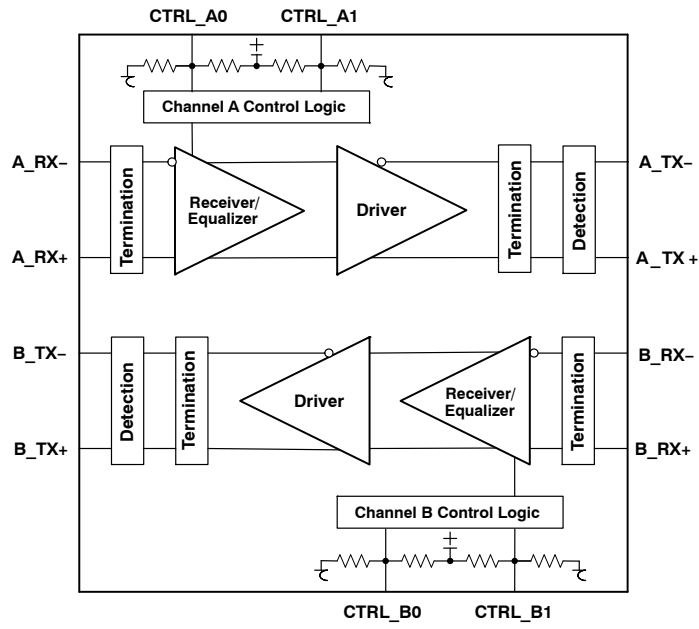 CTRL_A0 CTRL_A1
Channel A Control Logic
A_RX−
A_TX−
Termination
Receiver/
Equalizer
Driver
Termination
Detection
A_RX+
A_TX +
B_TX−
B_RX−
Detection
Termination
Driver
Receiver/
Equalizer
Termination
B_TX+
B_RX+
Channel B Control Logic
CTRL_B0 CTRL_B1